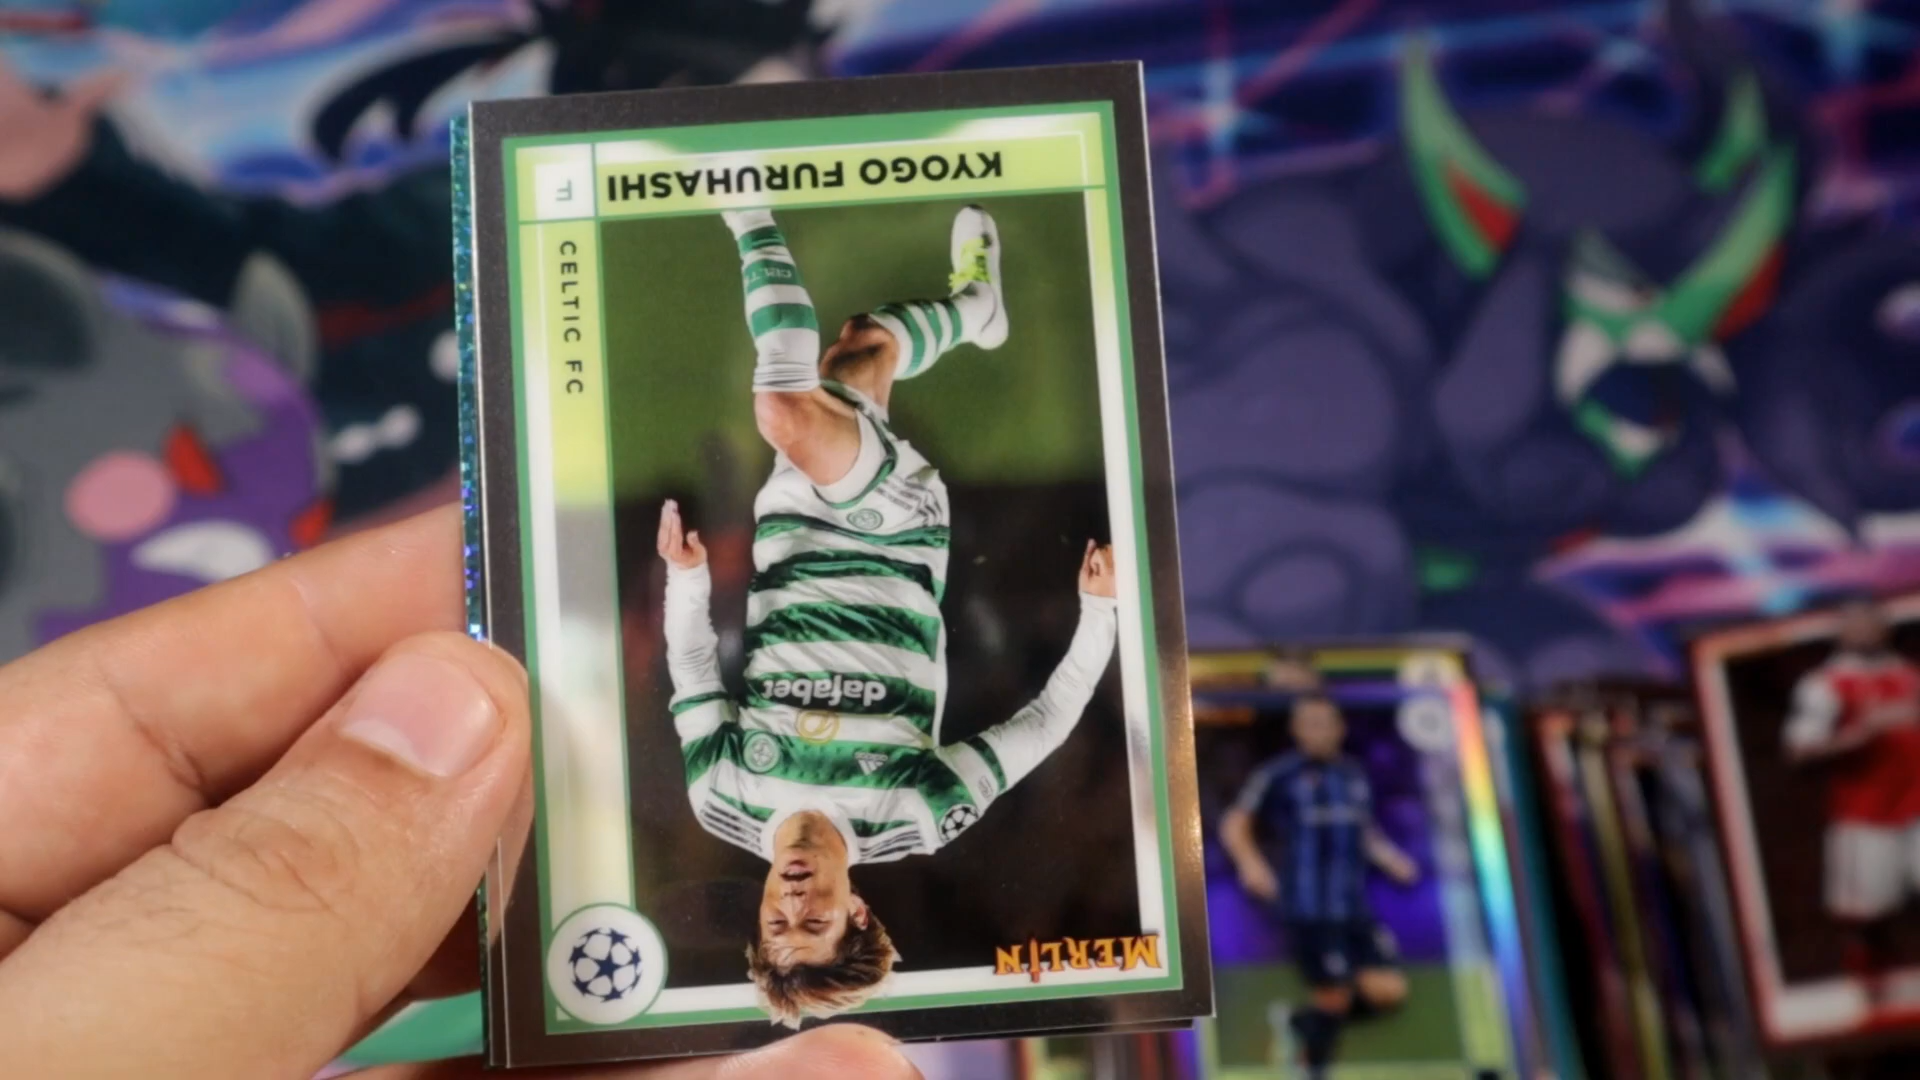 MERLIN
dafabet
CELTIC FC
F
KYOGO FURUHASHI